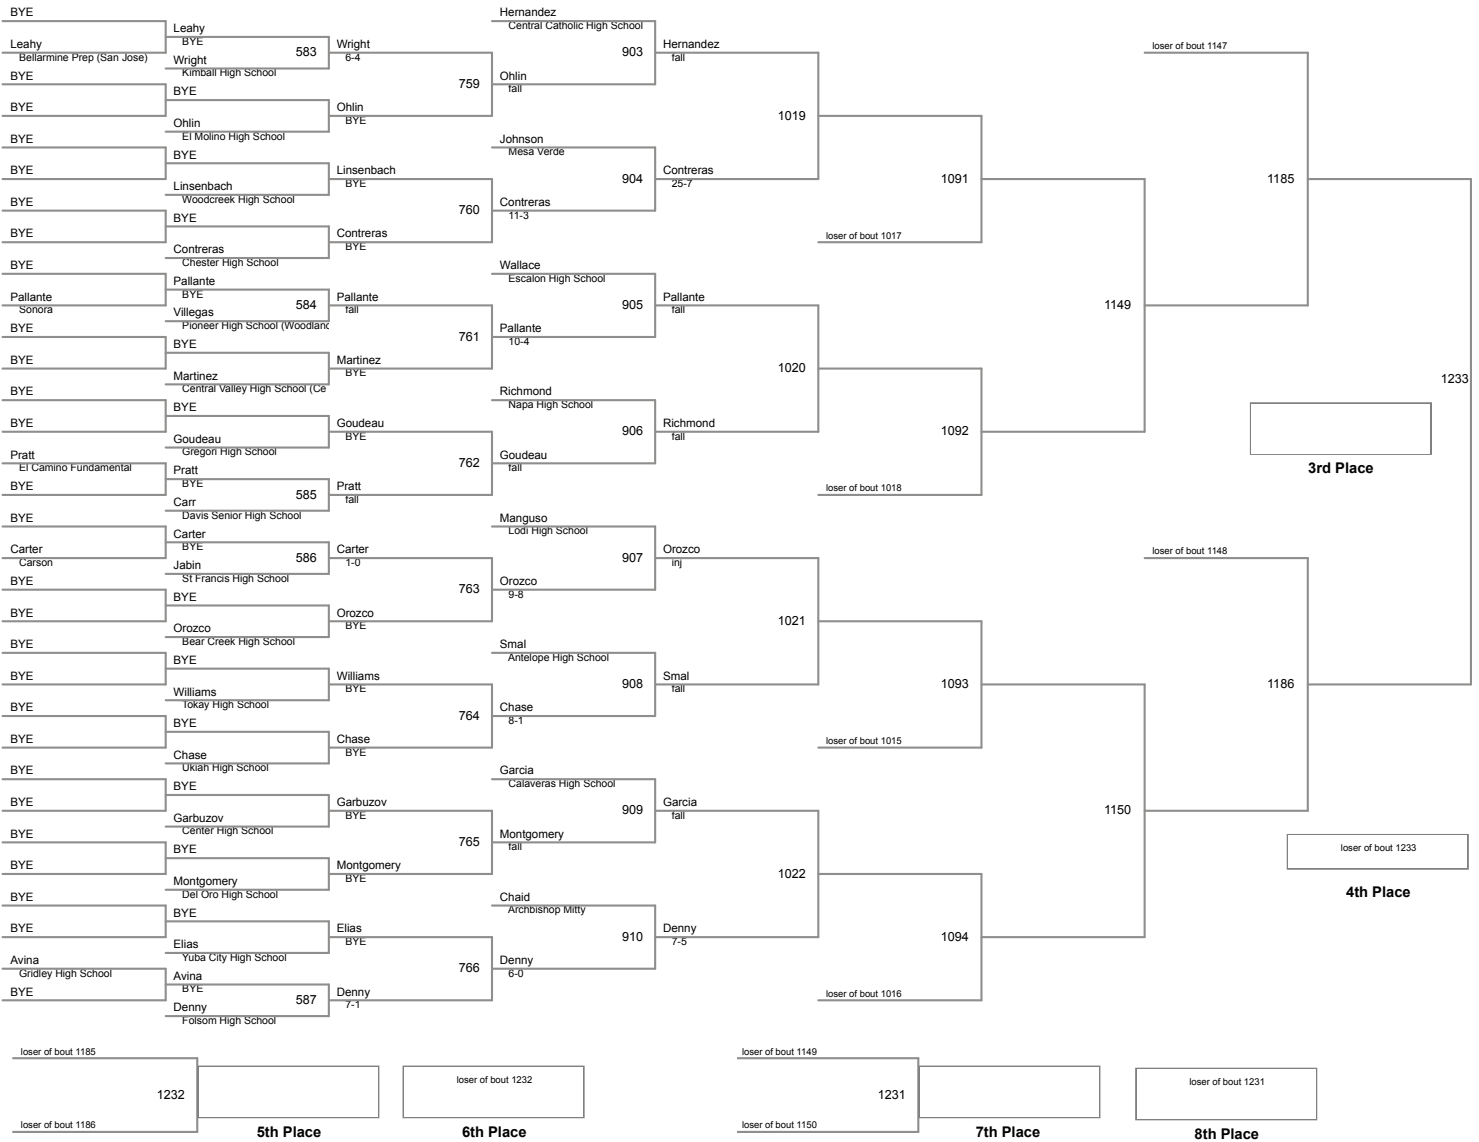 BYE
Leahy
Bellarmine Prep (San Jose)
BYE
BYE
BYE
BYE
BYE
BYE
BYE
Pallante
Sonora
BYE
BYE
BYE
BYE
Pratt
El Camino Fundamental
BYE
BYE
Carter
Carson
BYE
BYE
BYE
BYE
BYE
BYE
BYE
BYE
BYE
BYE
BYE
BYE
Avina
Gridley High School
BYE
Leahy
BYE
583
Wright
Kimball High School
BYE
Ohlin
El Molino High School
BYE
Linsenbach
Woodcreek High School
BYE
Contreras
Chester High School
Pallante
BYE
584
Villegas
Pioneer High School (Woodland
BYE
Martinez
Central Valley High School (Ce
BYE
Goudeau
Gregori High School
Pratt
BYE
585
Carr
Davis Senior High School
Carter
BYE
586
Jabin
St Francis High School
BYE
Orozco
Bear Creek High School
BYE
Williams
Tokay High School
BYE
Chase
Ukiah High School
BYE
Garbuzov
Center High School
BYE
Montgomery
Del Oro High School
BYE
Elias
Yuba City High School
Avina
BYE
587
Denny
Folsom High School
Wright
6-4
759
Ohlin
BYE
Linsenbach
BYE
760
Contreras
BYE
Pallante
fall
761
Martinez
BYE
Goudeau
BYE
762
Pratt
fall
Carter
1-0
763
Orozco
BYE
Williams
BYE
764
Chase
BYE
Garbuzov
BYE
765
Montgomery
BYE
Elias
BYE
766
Denny
7-1
Hernandez
Central Catholic High School
903
Ohlin
fall
Johnson
Mesa Verde
904
Contreras
11-3
Wallace
Escalon High School
905
Pallante
10-4
Richmond
Napa High School
906
Goudeau
fall
Manguso
Lodi High School
907
Orozco
9-8
Smal
Antelope High School
908
Chase
8-1
Garcia
Calaveras High School
909
Montgomery
fall
Chaid
Archbishop Mitty
910
Denny
6-0
Hernandez
fall
1019
Contreras
25-7
Pallante
fall
1020
Richmond
fall
Orozco
inj
1021
Smal
fall
Garcia
fall
1022
Denny
7-5
1091
loser of bout 1017
1092
loser of bout 1018
1093
loser of bout 1015
1094
loser of bout 1016
1149
1150
loser of bout 1147
1185
loser of bout 1148
1186
1233
3rd Place
loser of bout 1233
4th Place
loser of bout 1185
1232
loser of bout 1186
5th Place
loser of bout 1232
6th Place
loser of bout 1149
1231
loser of bout 1150
7th Place
loser of bout 1231
8th Place